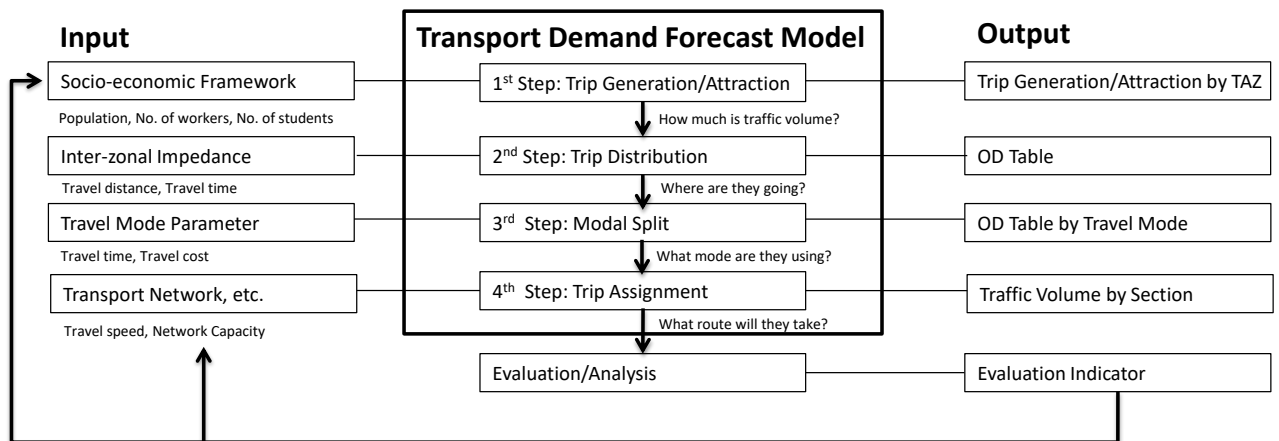 Input
Transport Demand Forecast Model
Output
Socio-economic Framework
1st Step: Trip Generation/Attraction
Trip Generation/Attraction by TAZ
Population, No. of workers, No. of students
How much is traffic volume?
Inter-zonal Impedance
2nd Step: Trip Distribution
OD Table
Travel distance, Travel time
Where are they going?
Travel Mode Parameter
3rd Step: Modal Split
OD Table by Travel Mode
Travel time, Travel cost
What mode are they using?
Transport Network, etc.
4th Step: Trip Assignment
Traffic Volume by Section
Travel speed, Network Capacity
What route will they take?
Evaluation/Analysis
Evaluation Indicator